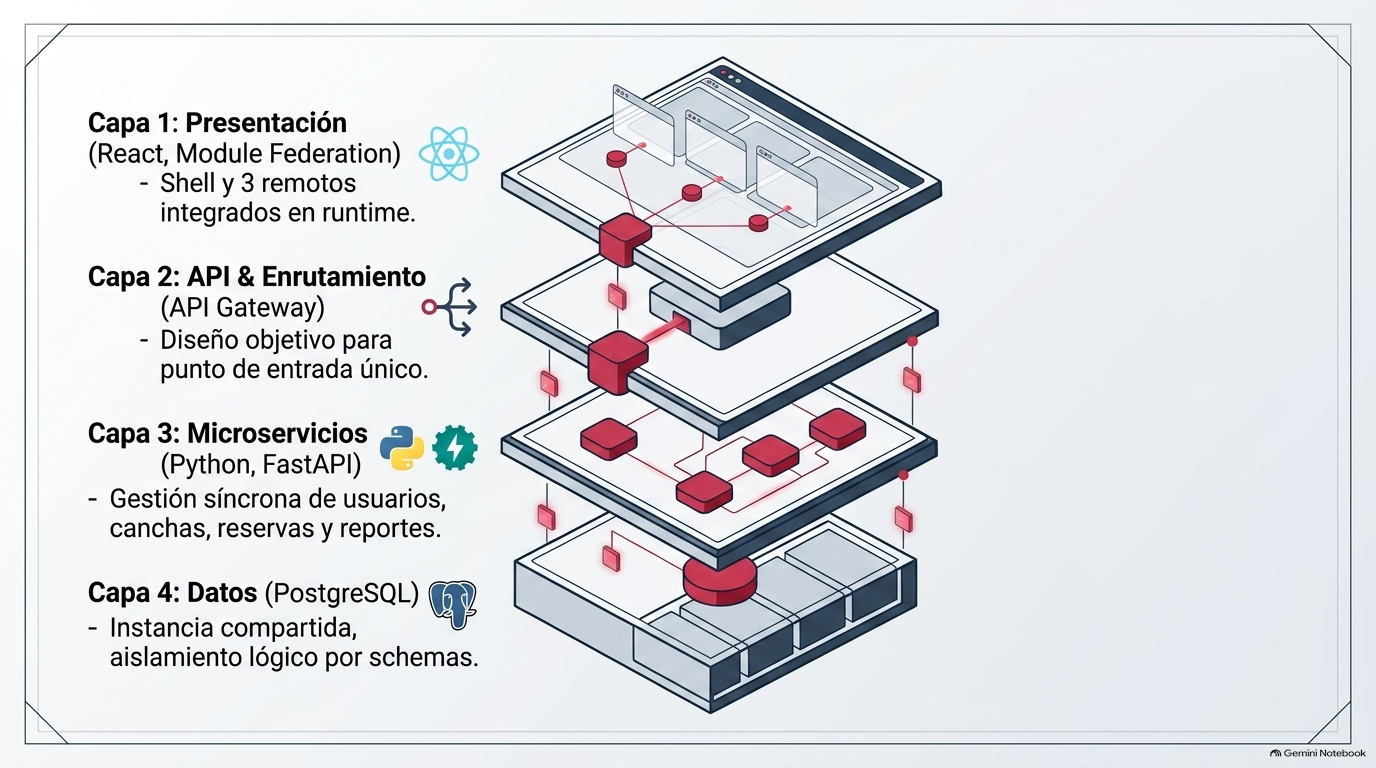 Capa 1: Presentación
(React, Module Federation)
- Shell y 3 remotos
integrados en runtime.
Capa 2: API & Enrutamiento
(API Gateway)
- Diseño objetivo para
punto de entrada único.
Capa 3: Microservicios
(Python, FastAPI)
- Gestión síncrona de usuarios,
canchas, reservas y reportes.
Capa 4: Datos (PostgreSQL)
- Instancia compartida,
aislamiento lógico por schemas.
Gemini Notebook